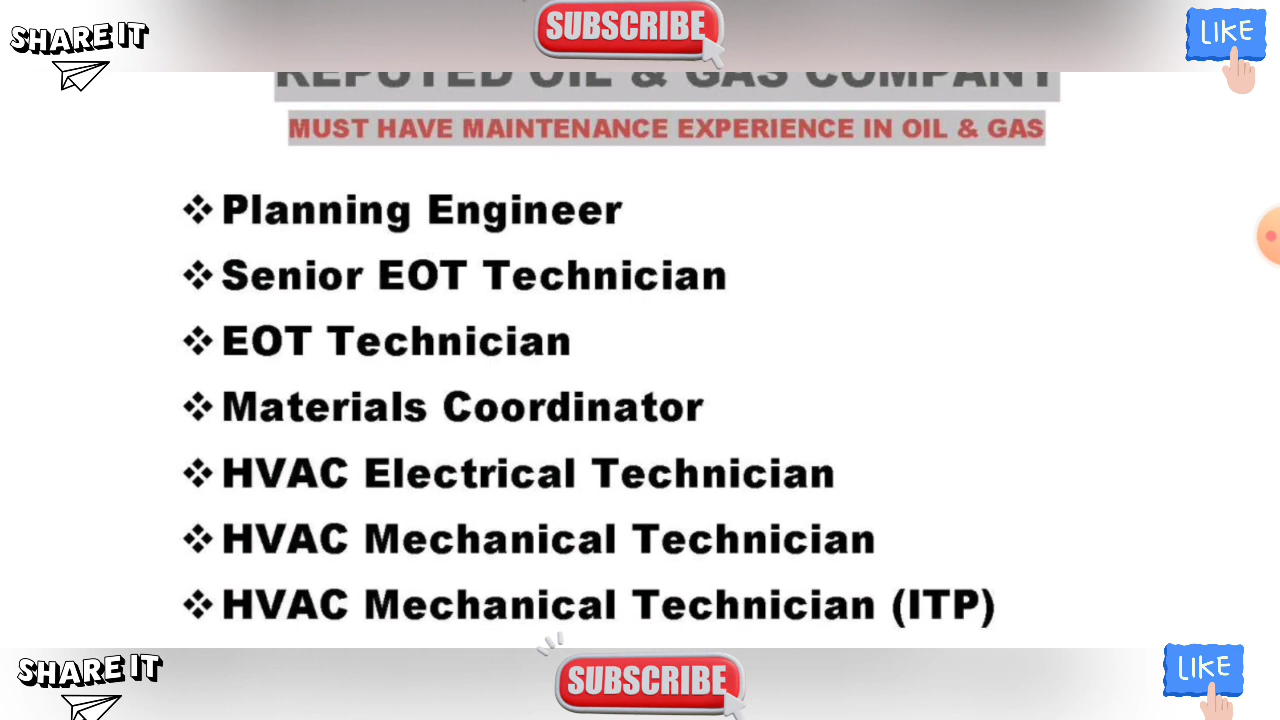 SHARE IT
SUBSCRIBE
LIKE
REPUTED OIL & GAS COMPANY
MUST HAVE MAINTENANCE EXPERIENCE IN OIL & GAS
❖ Planning Engineer
❖ Senior EOT Technician
❖ EOT Technician
❖ Materials Coordinator
❖ HVAC Electrical Technician
❖ HVAC Mechanical Technician
❖ HVAC Mechanical Technician (ITP)
SHARE IT
SUBSCRIBE
LIKE